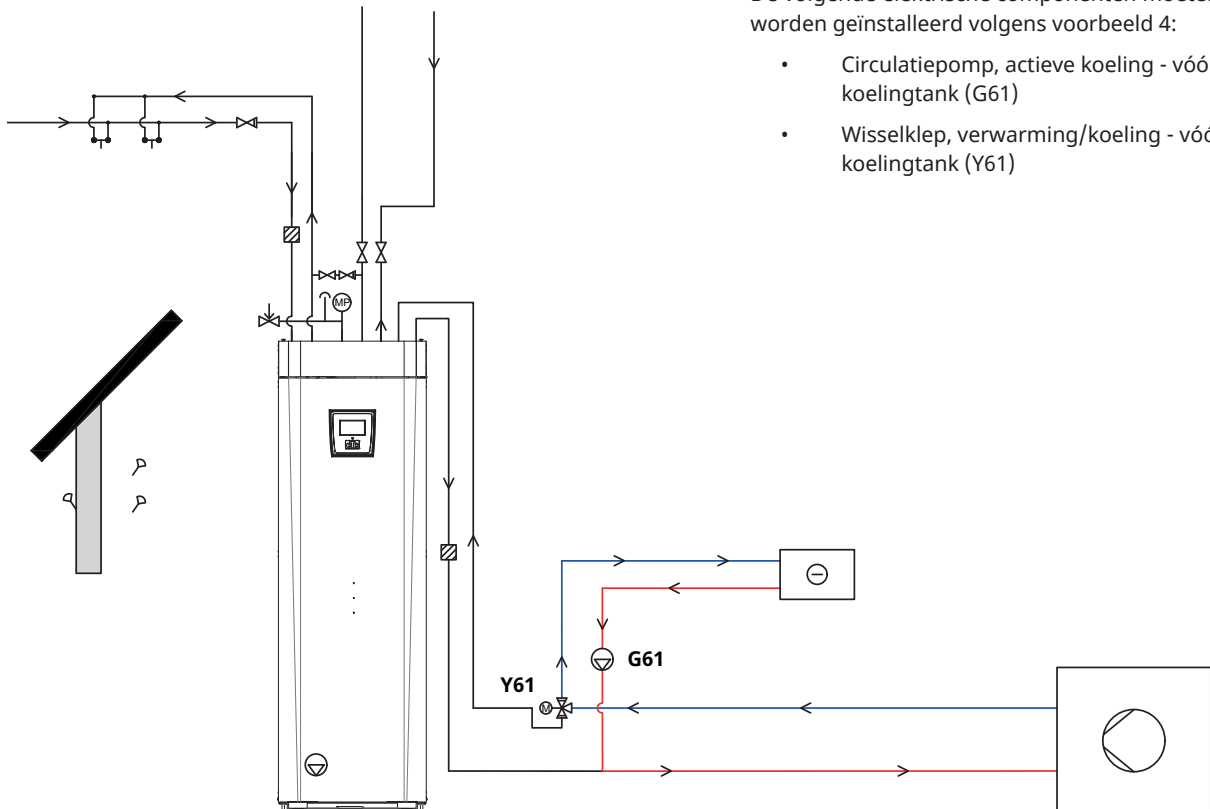 worden geïnstalleerd volgens voorbeeld 4:
• Circulatiepomp, actieve koeling - vóó
koelingtank (G61)
• Wisselklep, verwarming/koeling - vóó
koelingtank (Y61)
MP
G61
Y61
M